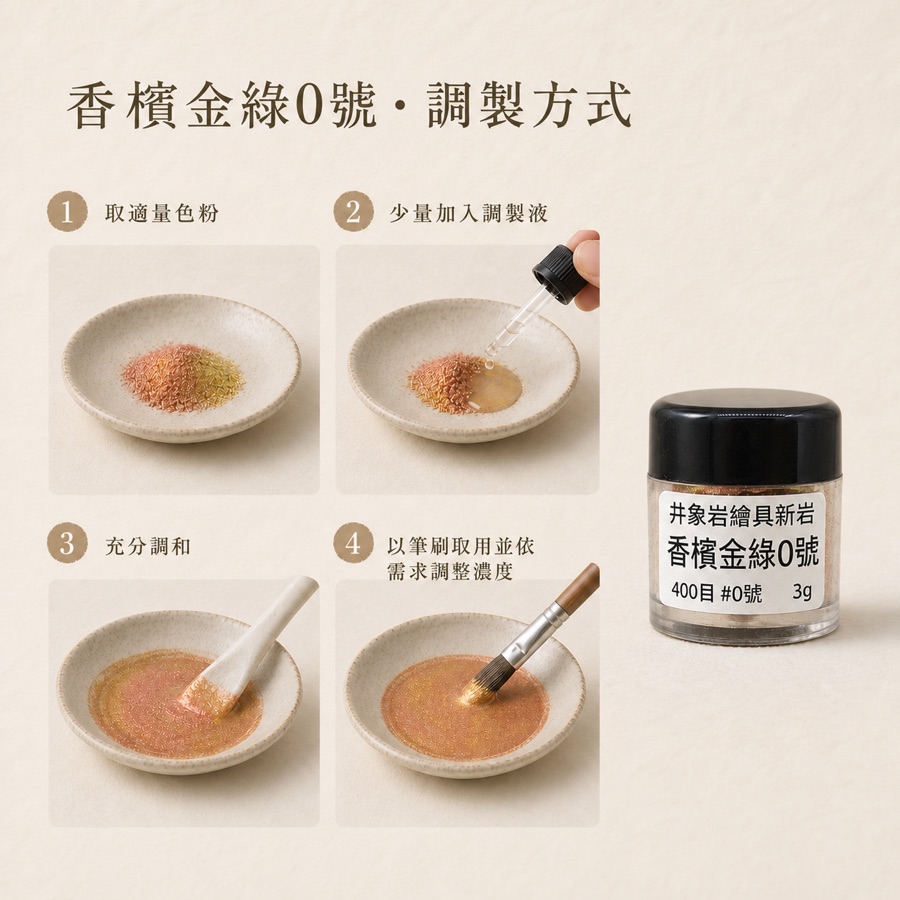 香檳金綠0號・調製方式
1 取適量色粉
2 少量加入調製液
3 充分調和
4 以筆刷取用並依
需求調整濃度
井象岩繪具新岩
香檳金綠0號
400目 #0號 3g